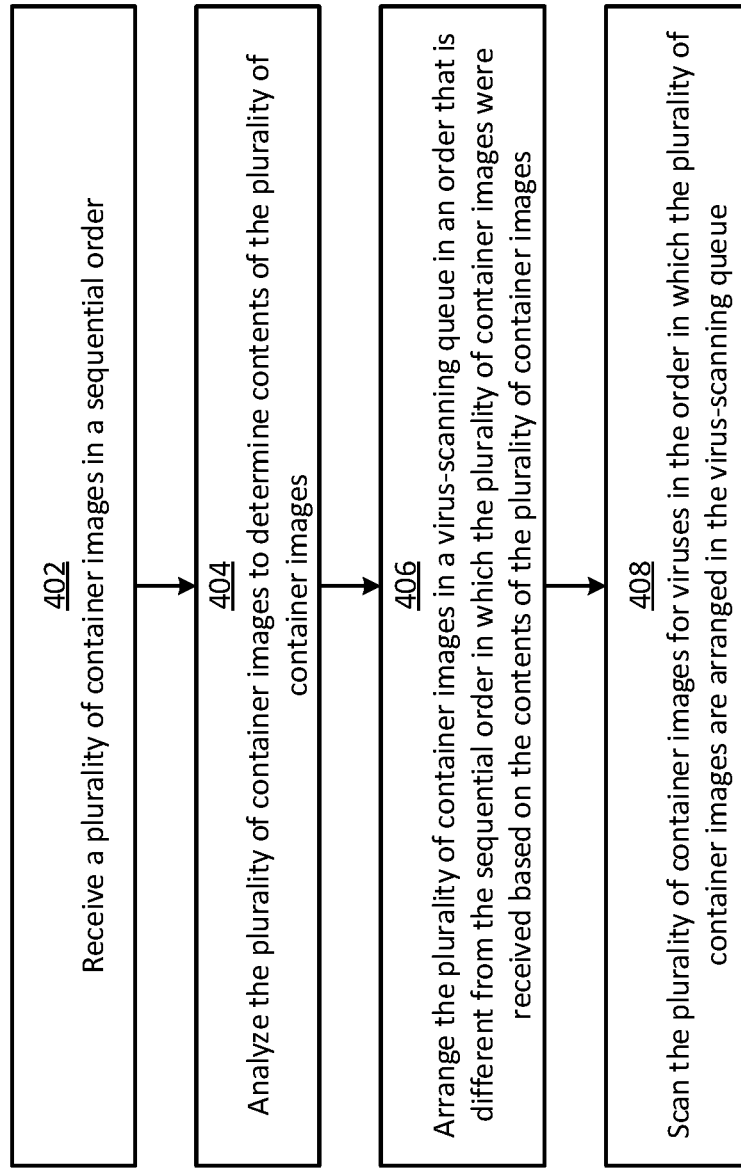 402
Receive a plurality of container images in a sequential order
404
Analyze the plurality of container images to determine contents of the plurality of
container images
406
Arrange the plurality of container images in a virus-scanning queue in an order that is
different from the sequential order in which the plurality of container images were
received based on the contents of the plurality of container images
408
Scan the plurality of container images for viruses in the order in which the plurality of
container images are arranged in the virus-scanning queue